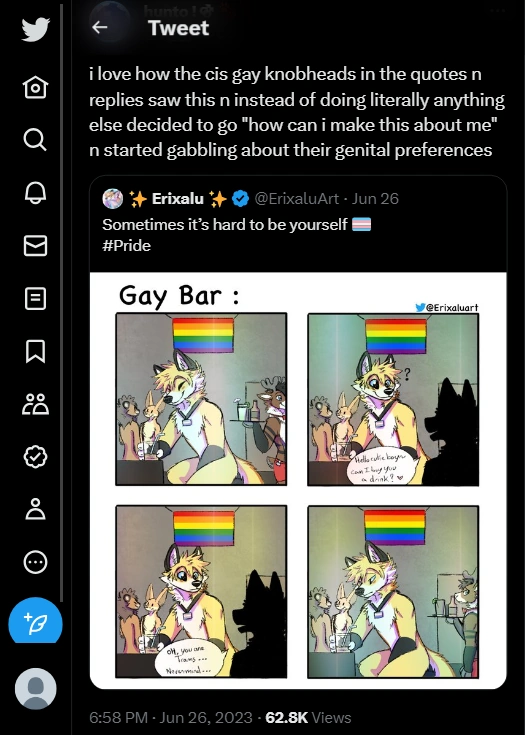 Tweet
i love how the cis gay knobheads in the quotes n
replies saw this n instead of doing literally anything
else decided to go "how can i make this about me"
n started gabbling about their genital preferences
✨ Erixalu ✨ @ErixaluArt · Jun 26
Sometimes it's hard to be yourself
#Pride
Gay Bar :
@Erixaluart
?
Hello cutie boy~
can I buy you
a drink? ♥
oH, you are
Trans...
Nevermind...
6:58 PM · Jun 26, 2023 · 62.8K Views